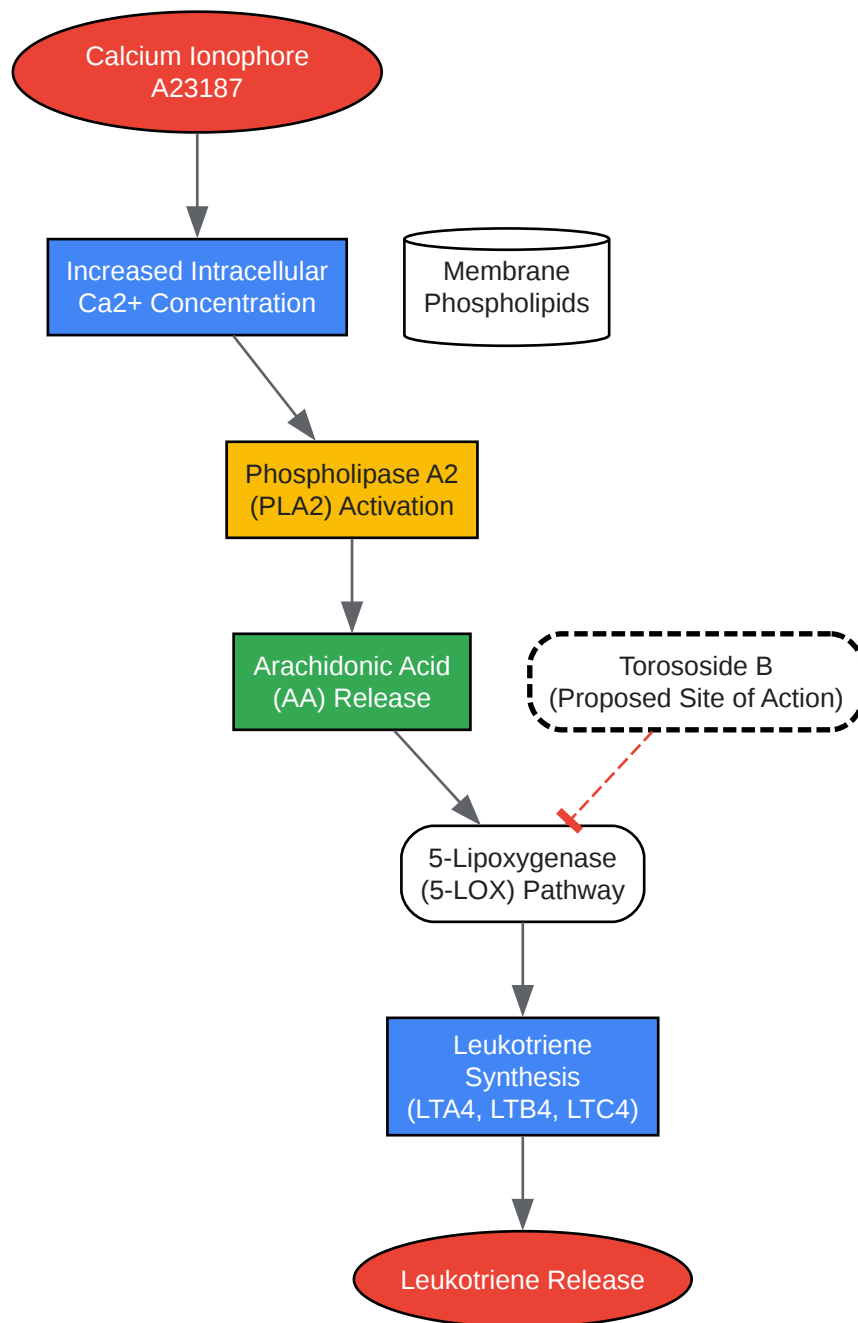 Calcium Ionophore
A23187
Increased Intracellular
Ca2+ Concentration
Membrane
Phospholipids
Phospholipase A2
(PLA2) Activation
Arachidonic Acid
(AA) Release
Torososide B
(Proposed Site of Action)
5-Lipoxygenase
(5-LOX) Pathway
Leukotriene
Synthesis
(LTA4, LTB4, LTC4)
Leukotriene Release